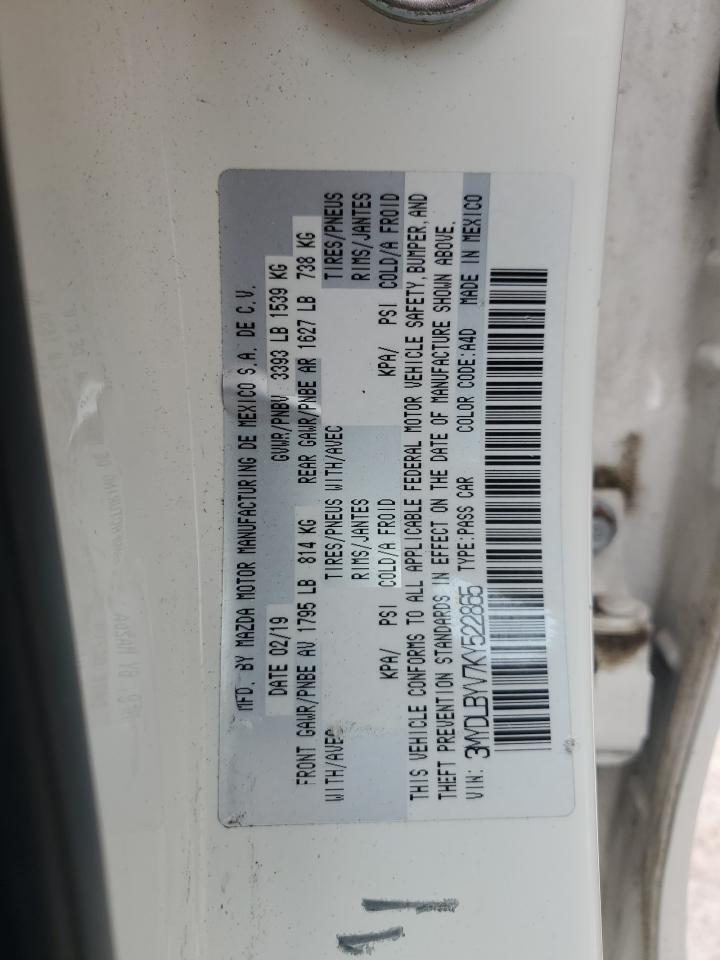 MFD. BY MAZDA MOTOR MANUFACTURING DE MEXICO S.A. DE C.V.
DATE 02/19 GVWR/PNBV 3393 LB 1539 KG
FRONT GAWR/PNBE AV 1795 LB 814 KG REAR GAWR/PNBE AR 1627 LB 738 KG
WITH/AVEC TIRES/PNEUS WITH/AVEC TIRES/PNEUS
RIMS/JANTES RIMS/JANTES
KPA/ PSI COLD/A FROID KPA/ PSI COLD/A FROID
THIS VEHICLE CONFORMS TO ALL APPLICABLE FEDERAL MOTOR VEHICLE SAFETY, BUMPER, AND
THEFT PREVENTION STANDARDS IN EFFECT ON THE DATE OF MANUFACTURE SHOWN ABOVE.
VIN: 3MYDLBYV7KY522865 TYPE:PASS CAR COLOR CODE:A4D MADE IN MEXICO